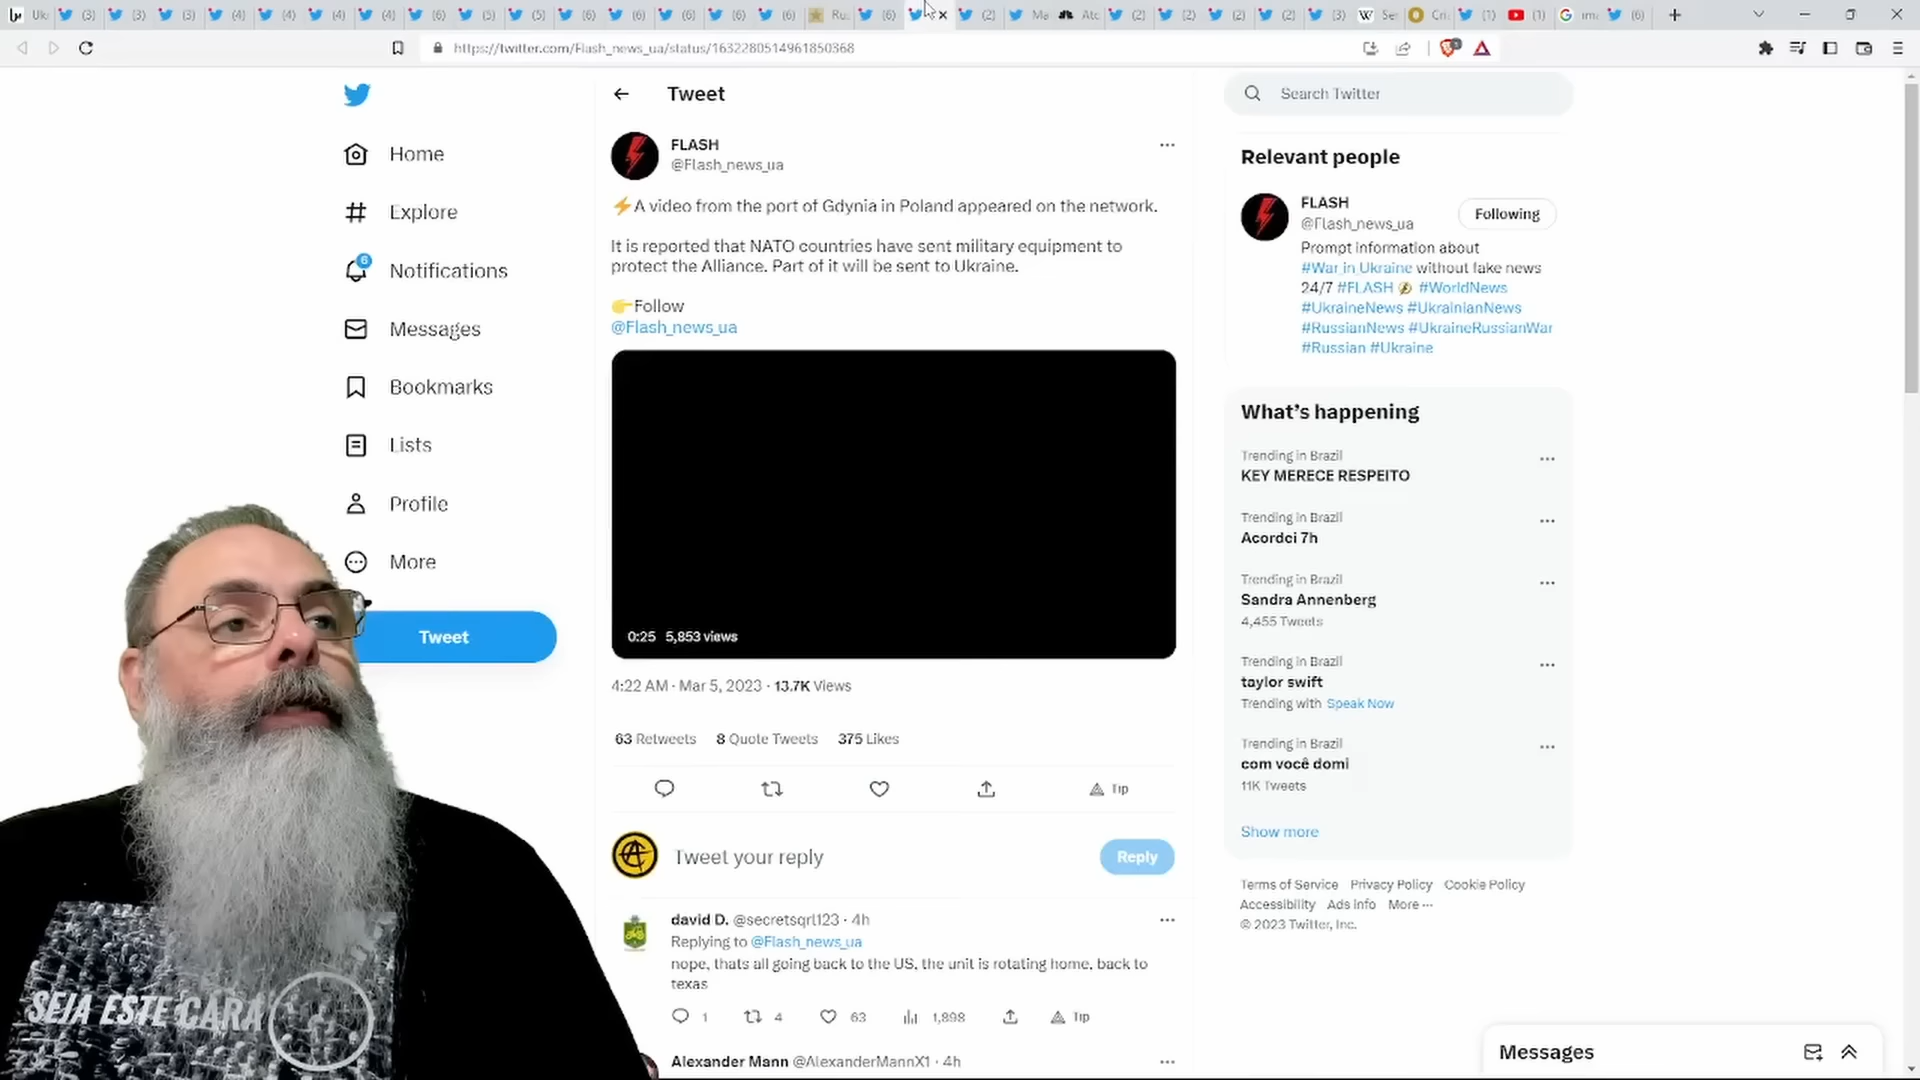 https://twitter.com/Flash_news_ua/status/1632280514961850368
Home
Explore
Notifications
6
Messages
Bookmarks
Lists
Profile
More
Tweet
Tweet
FLASH
@Flash_news_ua
⚡A video from the port of Gdynia in Poland appeared on the network.
It is reported that NATO countries have sent military equipment to
protect the Alliance. Part of it will be sent to Ukraine.
👉Follow
@Flash_news_ua
0:25 5,853 views
4:22 AM · Mar 5, 2023 · 13.7K Views
63 Retweets 8 Quote Tweets 375 Likes
Tip
Tweet your reply
Reply
david D. @secretsqrl123 · 4h
Replying to @Flash_news_ua
nope, thats all going back to the US, the unit is rotating home, back to
texas
1 4 63 1,898 Tip
Alexander Mann @AlexanderMannX1 · 4h
Search Twitter
Relevant people
FLASH
@Flash_news_ua
Following
Prompt information about
#War_in_Ukraine without fake news
24/7 #FLASH #WorldNews
#UkraineNews #UkrainianNews
#RussianNews #UkraineRussianWar
#Russian #Ukraine
What's happening
Trending in Brazil
KEY MERECE RESPEITO
Trending in Brazil
Acordei 7h
Trending in Brazil
Sandra Annenberg
4,455 Tweets
Trending in Brazil
taylor swift
Trending with Speak Now
Trending in Brazil
com você domi
11K Tweets
Show more
Terms of Service Privacy Policy Cookie Policy
Accessibility Ads info More ···
© 2023 Twitter, Inc.
Messages
SEJA ESTE CARA